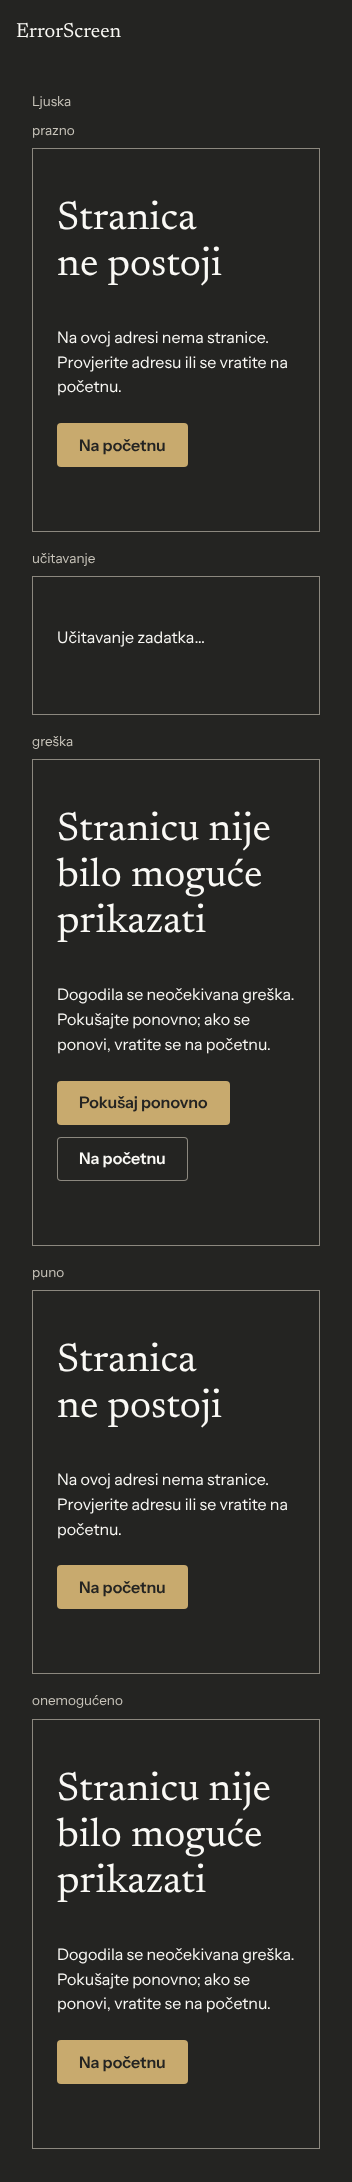 ErrorScreen
Ljuska
prazno
Stranica
ne postoji
Na ovoj adresi nema stranice.
Provjerite adresu ili se vratite na
početnu.
Na početnu
učitavanje
Učitavanje zadatka…
greška
Stranicu nije
bilo moguće
prikazati
Dogodila se neočekivana greška.
Pokušajte ponovno; ako se
ponovi, vratite se na početnu.
Pokušaj ponovno
Na početnu
puno
Stranica
ne postoji
Na ovoj adresi nema stranice.
Provjerite adresu ili se vratite na
početnu.
Na početnu
onemogućeno
Stranicu nije
bilo moguće
prikazati
Dogodila se neočekivana greška.
Pokušajte ponovno; ako se
ponovi, vratite se na početnu.
Na početnu